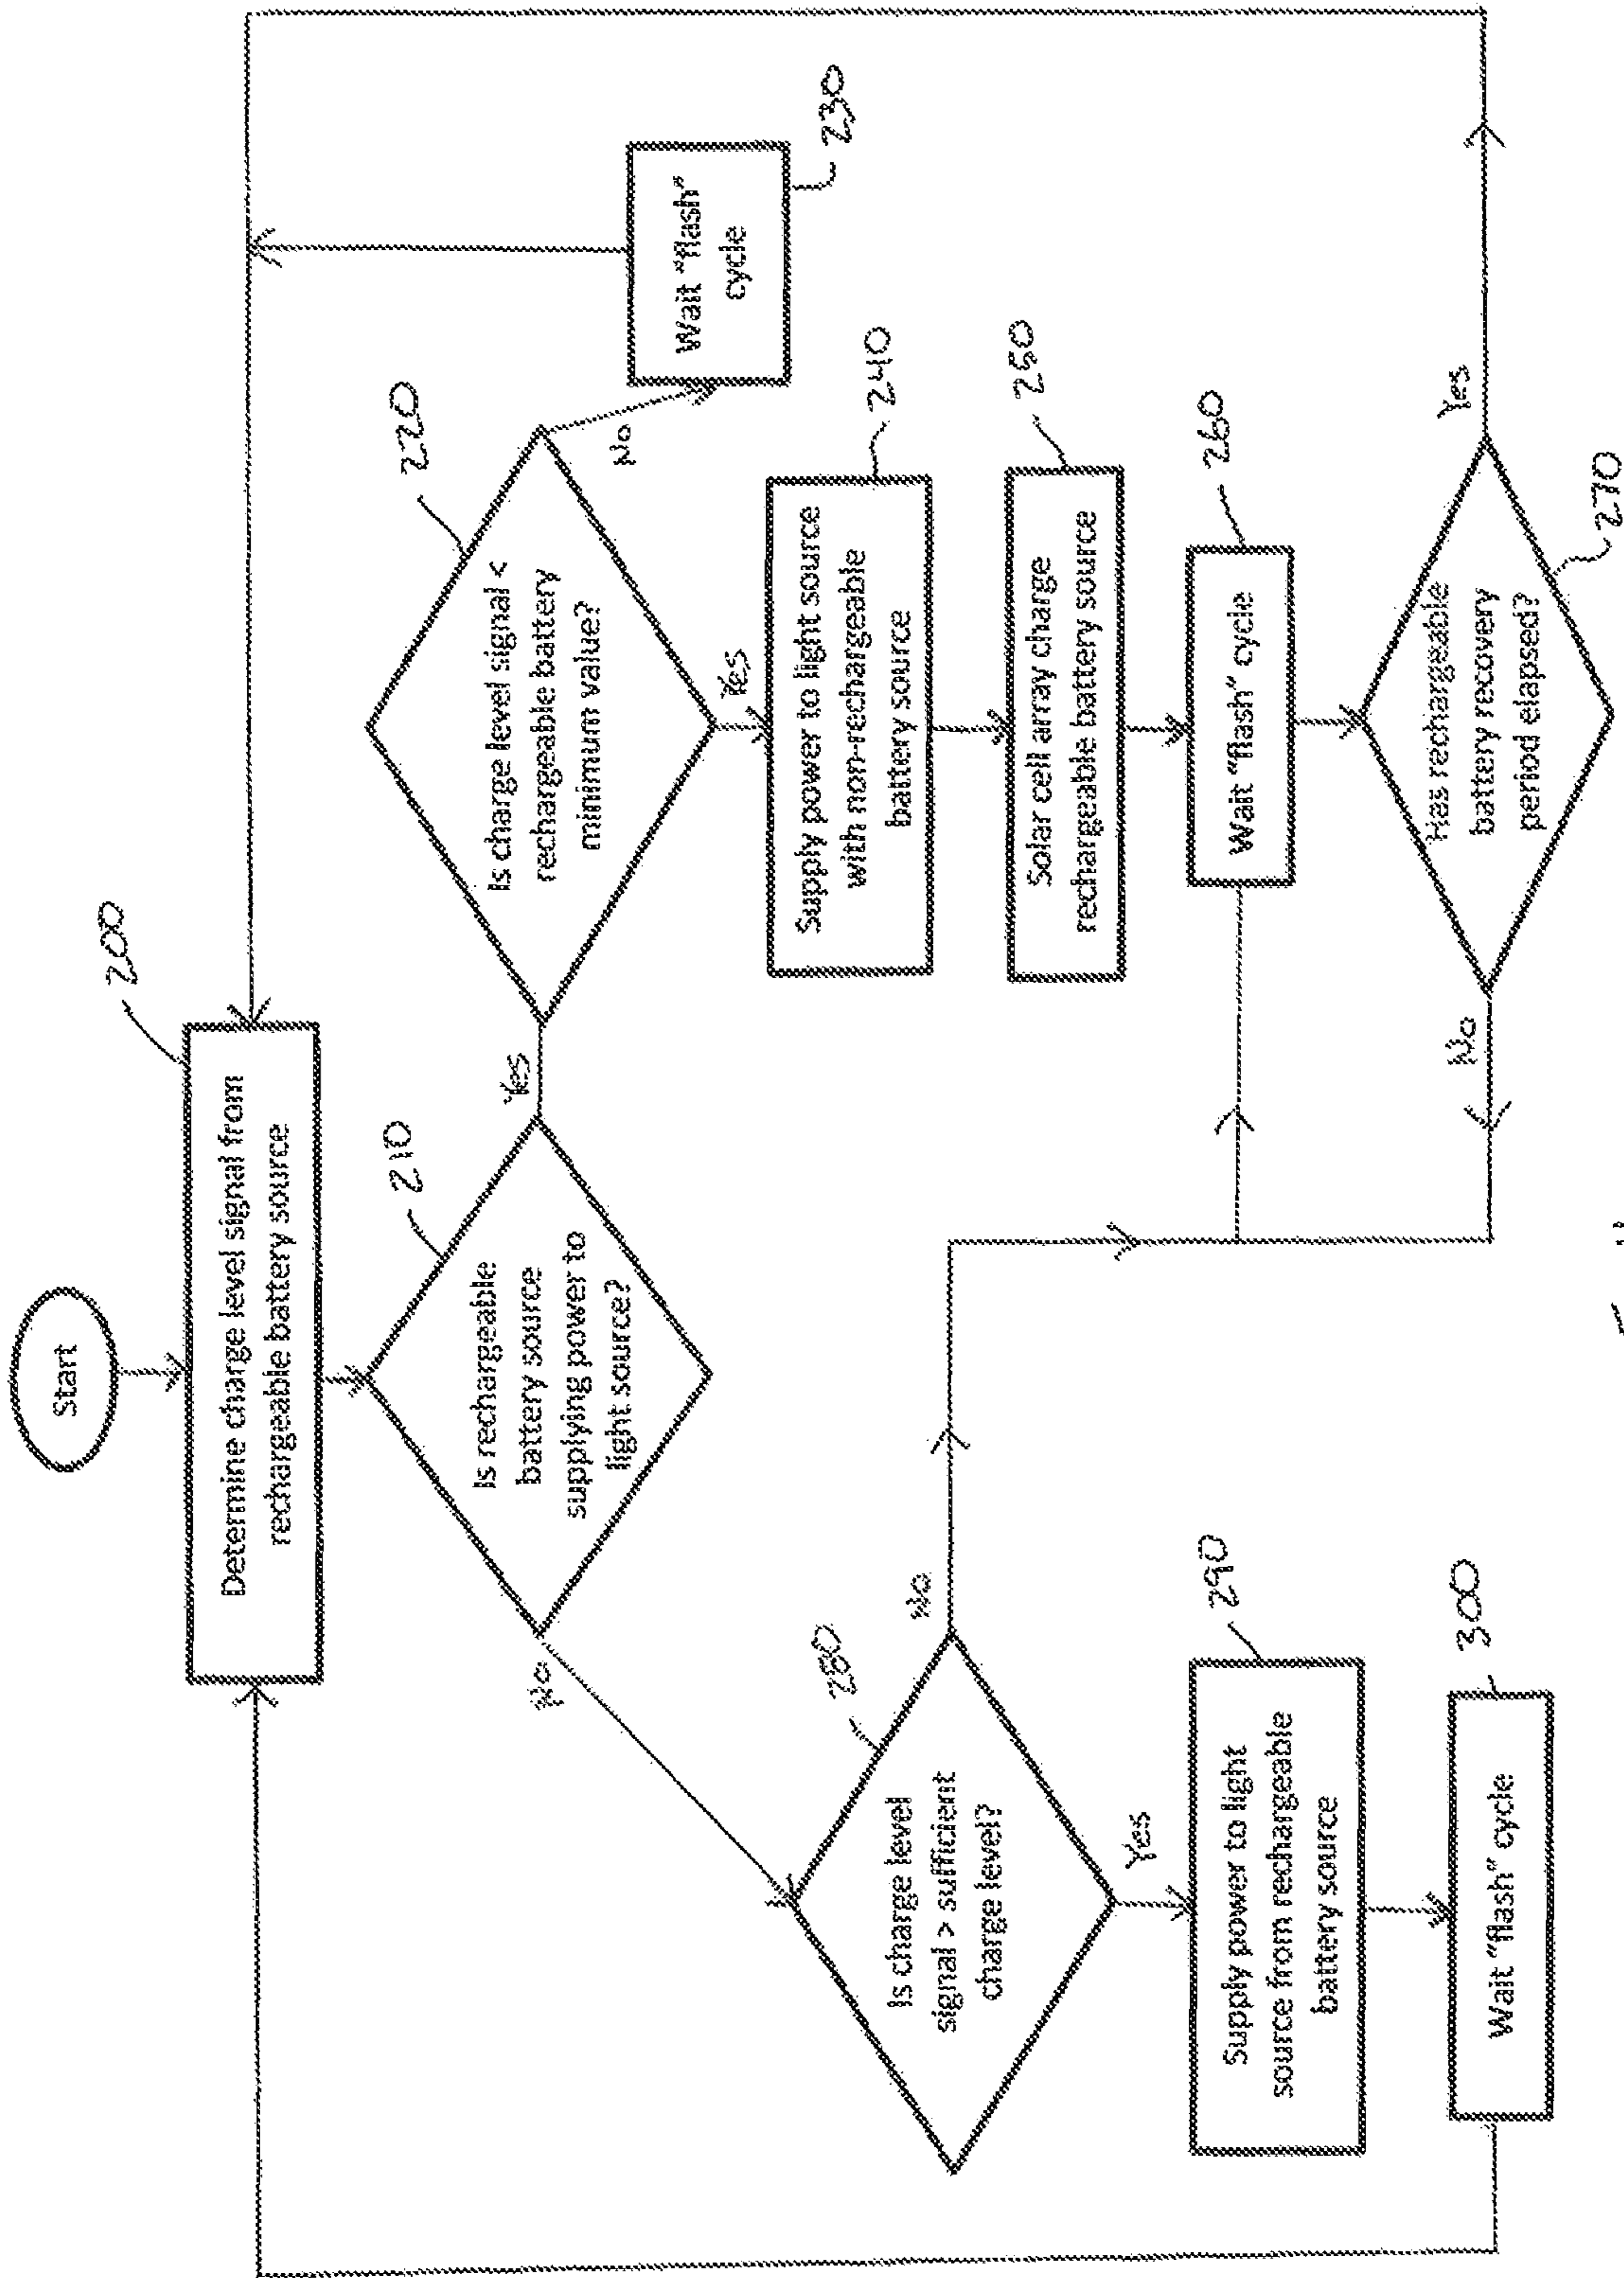 Start
200
Determine charge level signal from
rechargeable battery source
210
Is rechargeable
battery source
supplying power to
light source?
Yes
No
220
Is charge level signal <
rechargeable battery
minimum value?
No
Yes
Wait "flash"
cycle
230
Supply power to light source
with non-rechargeable
battery source
240
Solar cell array charge
rechargeable battery source
250
Wait "flash" cycle
260
Has rechargeable
battery recovery
period elapsed?
270
Yes
No
280
Is charge level
signal > sufficient
charge level?
No
Yes
Supply power to light
source from rechargeable
battery source
290
Wait "flash" cycle
300